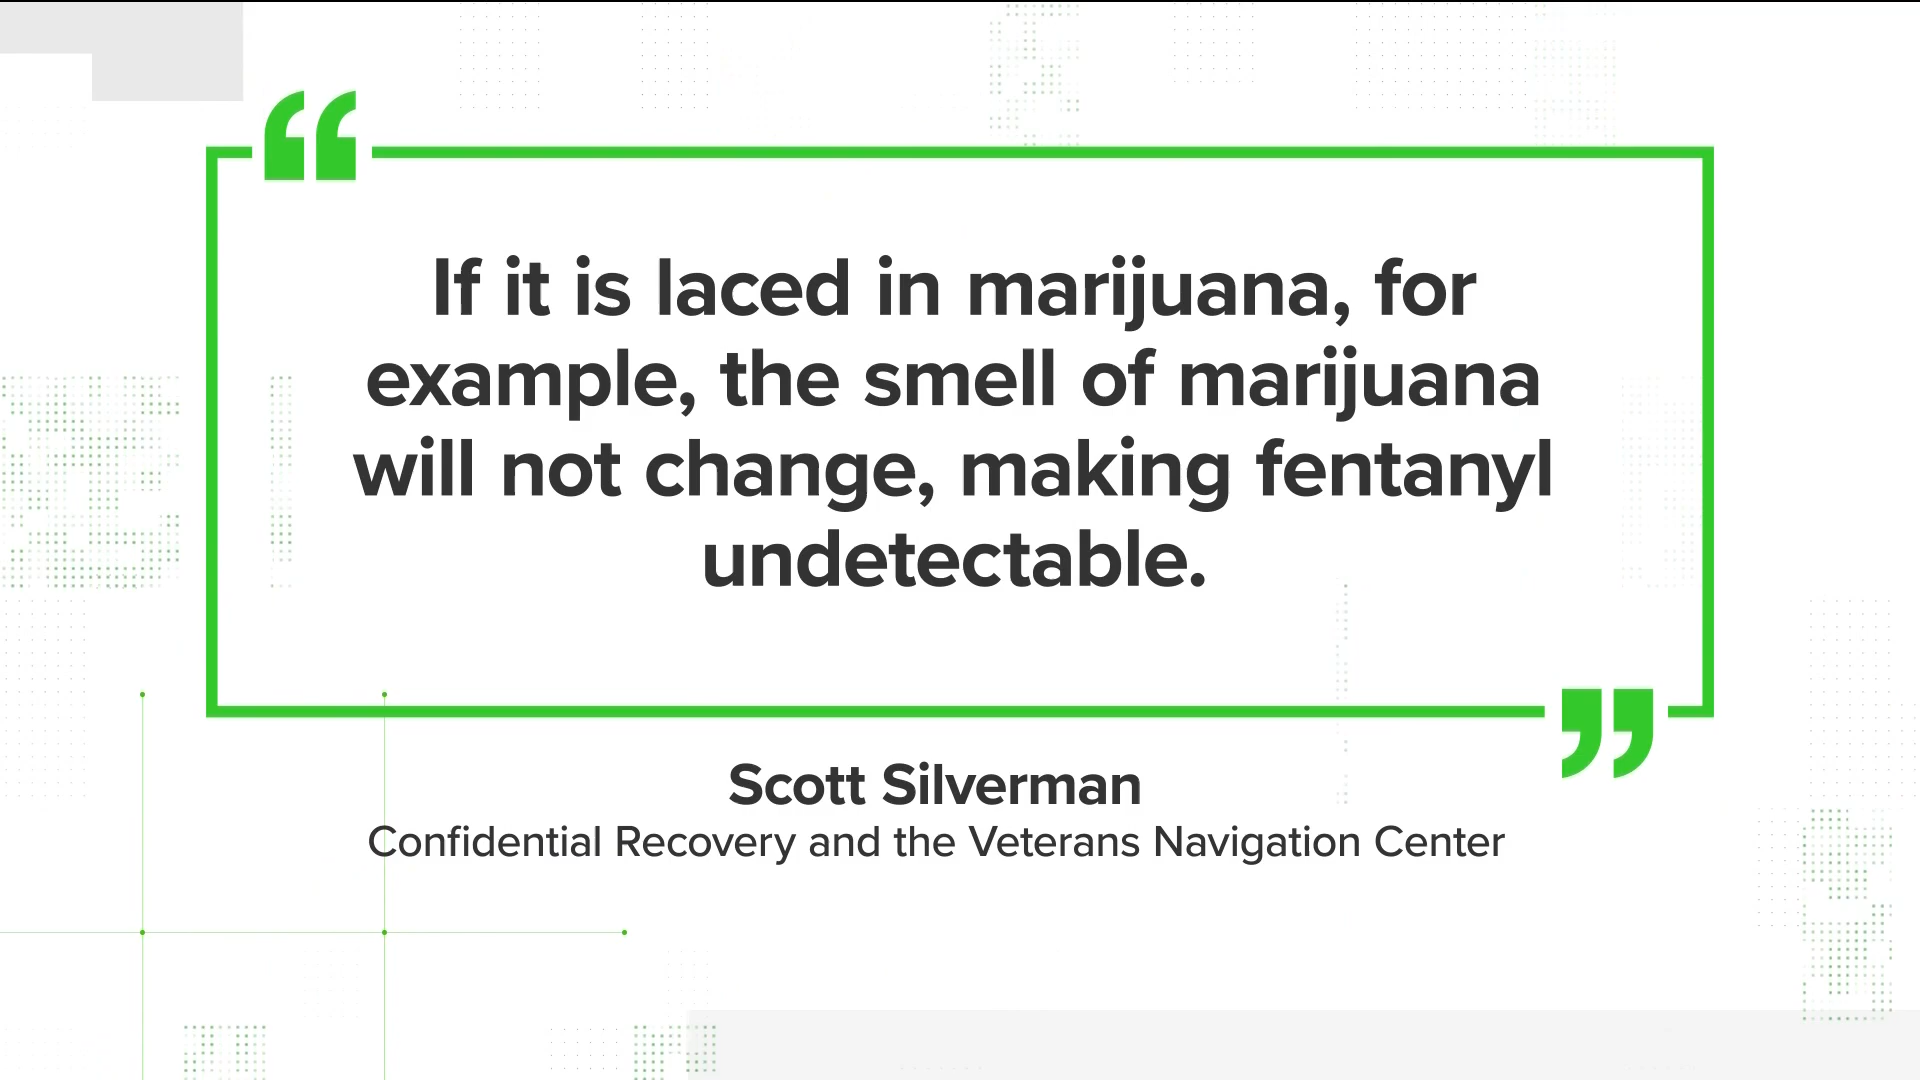 “
If it is laced in marijuana, for
example, the smell of marijuana
will not change, making fentanyl
undetectable.
”
Scott Silverman
Confidential Recovery and the Veterans Navigation Center